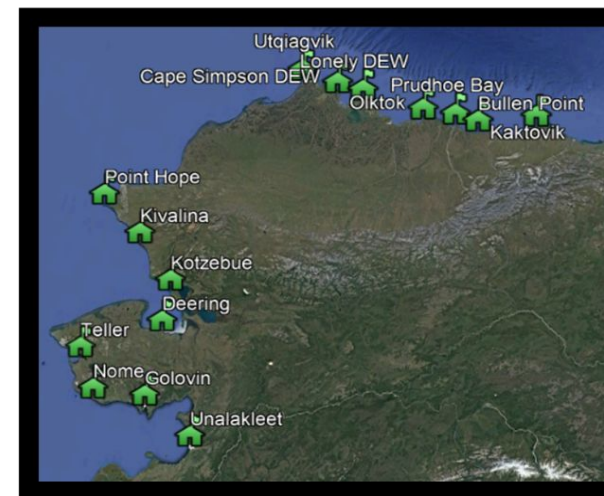 Utqiagvik
Lonely DEW
Cape Simpson DEW
Prudhoe Bay
Olktok
Bullen Point
Kaktovik
Point Hope
Kivalina
Kotzebue
Deering
Teller
Nome
Golovin
Unalakleet